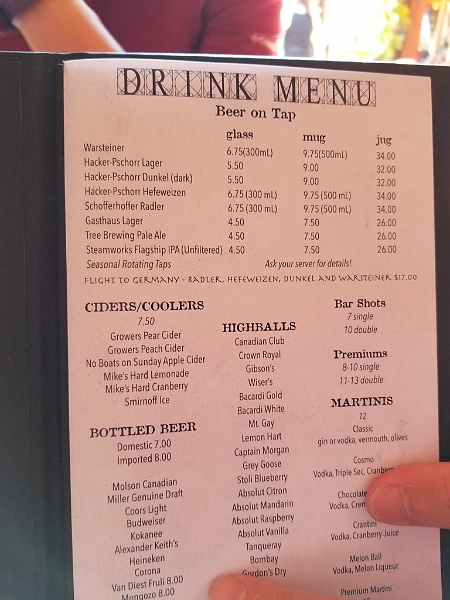 DRINK MENU
Beer on Tap
glass mug jug
Warsteiner 6.75(300mL) 9.75(500mL) 34.00
Hacker-Pschorr Lager 5.50 9.00 32.00
Hacker-Pschorr Dunkel (dark) 5.50 9.00 32.00
Hacker-Pschorr Hefeweizen 6.75 (300 mL) 9.75 (500 mL) 34.00
Schofferhoffer Radler 6.75 (300 mL) 9.75 (500 mL) 34.00
Gasthaus Lager 4.50 7.50 26.00
Tree Brewing Pale Ale 4.50 7.50 26.00
Steamworks Flagship IPA (Unfiltered) 4.50 7.50 26.00
Seasonal Rotating Taps Ask your server for details!
FLIGHT TO GERMANY - RADLER, HEFEWEIZEN, DUNKEL AND WARSTEINER $17.00
CIDERS/COOLERS
7.50
Growers Pear Cider
Growers Peach Cider
No Boats on Sunday Apple Cider
Mike's Hard Lemonade
Mike's Hard Cranberry
Smirnoff Ice
BOTTLED BEER
Domestic 7.00
Imported 8.00
Molson Canadian
Miller Genuine Draft
Coors Light
Budweiser
Kokanee
Alexander Keith's
Heineken
Corona
Van Diest Fruli 8.00
Mongozo 8.00
HIGHBALLS
Canadian Club
Crown Royal
Gibson's
Wiser's
Bacardi Gold
Bacardi White
Mt. Gay
Lemon Hart
Captain Morgan
Grey Goose
Stoli Blueberry
Absolut Citron
Absolut Mandarin
Absolut Raspberry
Absolut Vanilla
Tanqueray
Bombay
Gordon's Dry
Bar Shots
7 single
10 double
Premiums
8-10 single
11-13 double
MARTINIS
12
Classic
gin or vodka, vermouth, olives
Cosmo
Vodka, Triple Sec,
Chocolate
Vodka,
Crantini
Vodka, Cranberry Juice
Melon Ball
Vodka, Melon Liqueur
Premium Martini